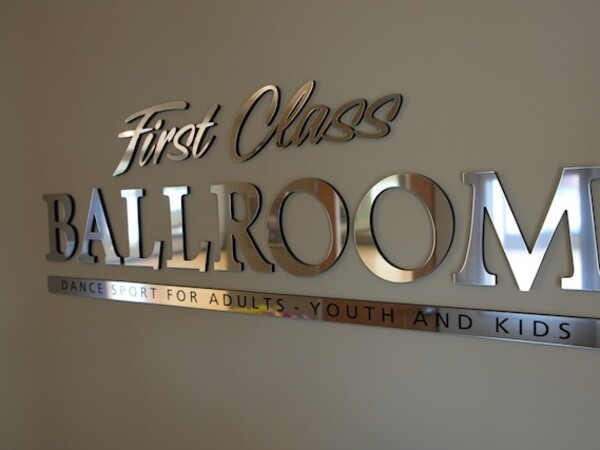 First Class
BALLROOM
DANCE SPORT FOR ADULTS - YOUTH AND KIDS